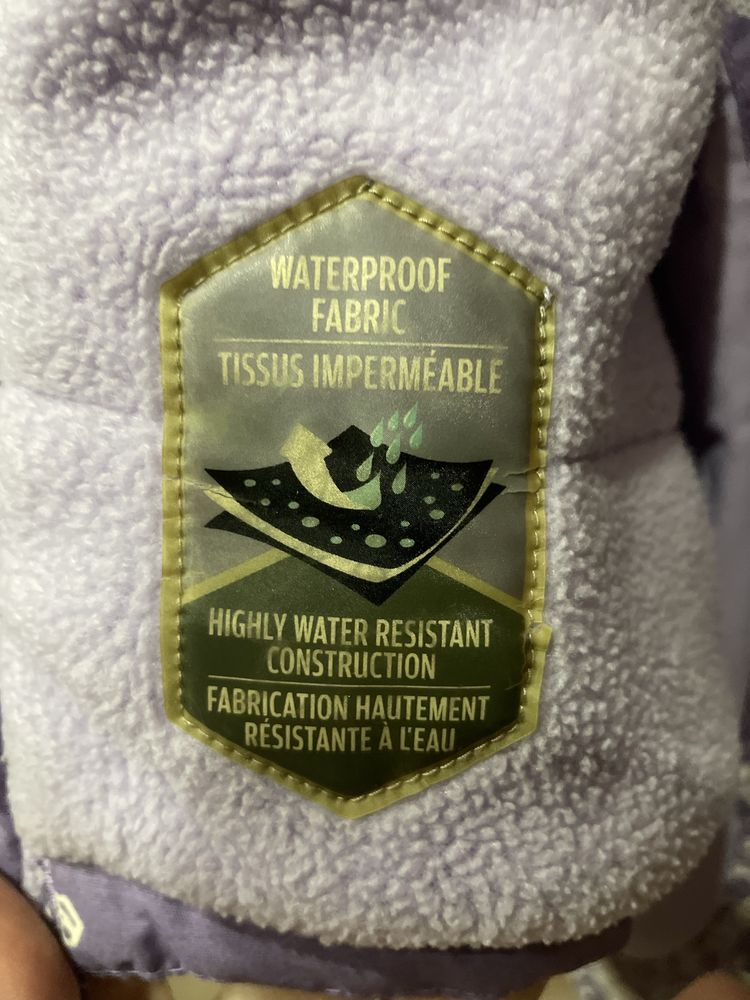 WATERPROOF
FABRIC
TISSUS IMPERMÉABLE
HIGHLY WATER RESISTANT
CONSTRUCTION
FABRICATION HAUTEMENT
RÉSISTANTE À L'EAU